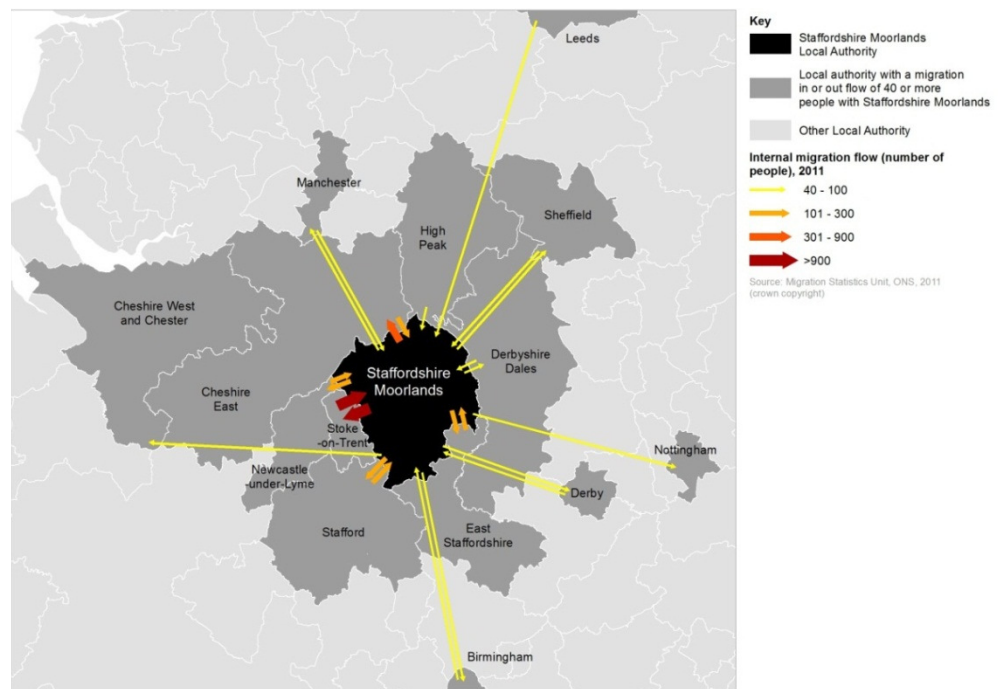 Leeds
Manchester
High
Peak
Sheffield
Cheshire West
and Chester
Derbyshire
Dales
Staffordshire
Moorlands
Cheshire
East
Stoke
-on-Trent
Nottingham
Newcastle
-under-Lyme
Derby
Stafford
East
Staffordshire
Birmingham
Key
Staffordshire Moorlands
Local Authority
Local authority with a migration
in or out flow of 40 or more
people with Staffordshire Moorlands
Other Local Authority
Internal migration flow (number of
people), 2011
40 - 100
101 - 300
301 - 900
>900
Source: Migration Statistics Unit, ONS, 2011
(crown copyright)